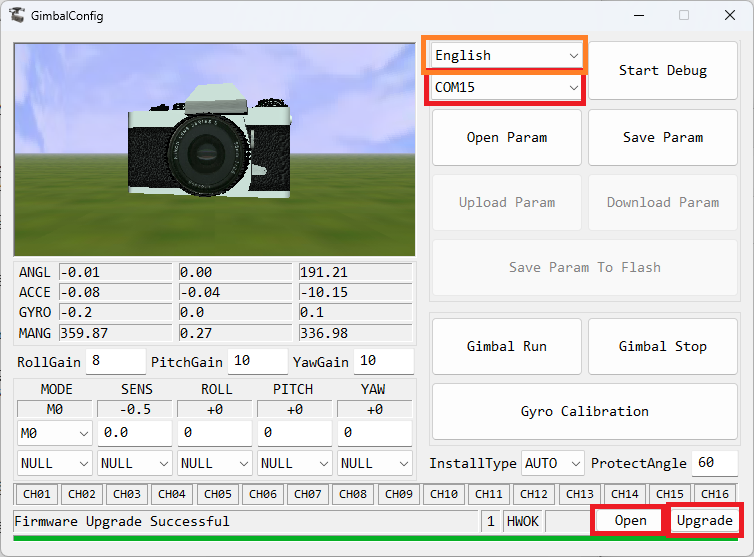 GimbalConfig
English
COM15
Start Debug
Open Param
Save Param
Upload Param
Download Param
Save Param To Flash
ANGL -0.01 0.00 191.21
ACCE -0.08 -0.04 -10.15
GYRO -0.2 0.0 0.1
MANG 359.87 0.27 336.98
RollGain 8 PitchGain 10 YawGain 10
Gimbal Run
Gimbal Stop
Gyro Calibration
MODE SENS ROLL PITCH YAW
M0 -0.5 +0 +0 +0
M0 0.0 0 0 0
NULL NULL NULL NULL NULL
InstallType AUTO ProtectAngle 60
CH01 CH02 CH03 CH04 CH05 CH06 CH07 CH08 CH09 CH10 CH11 CH12 CH13 CH14 CH15 CH16
Firmware Upgrade Successful 1 HWOK Open Upgrade